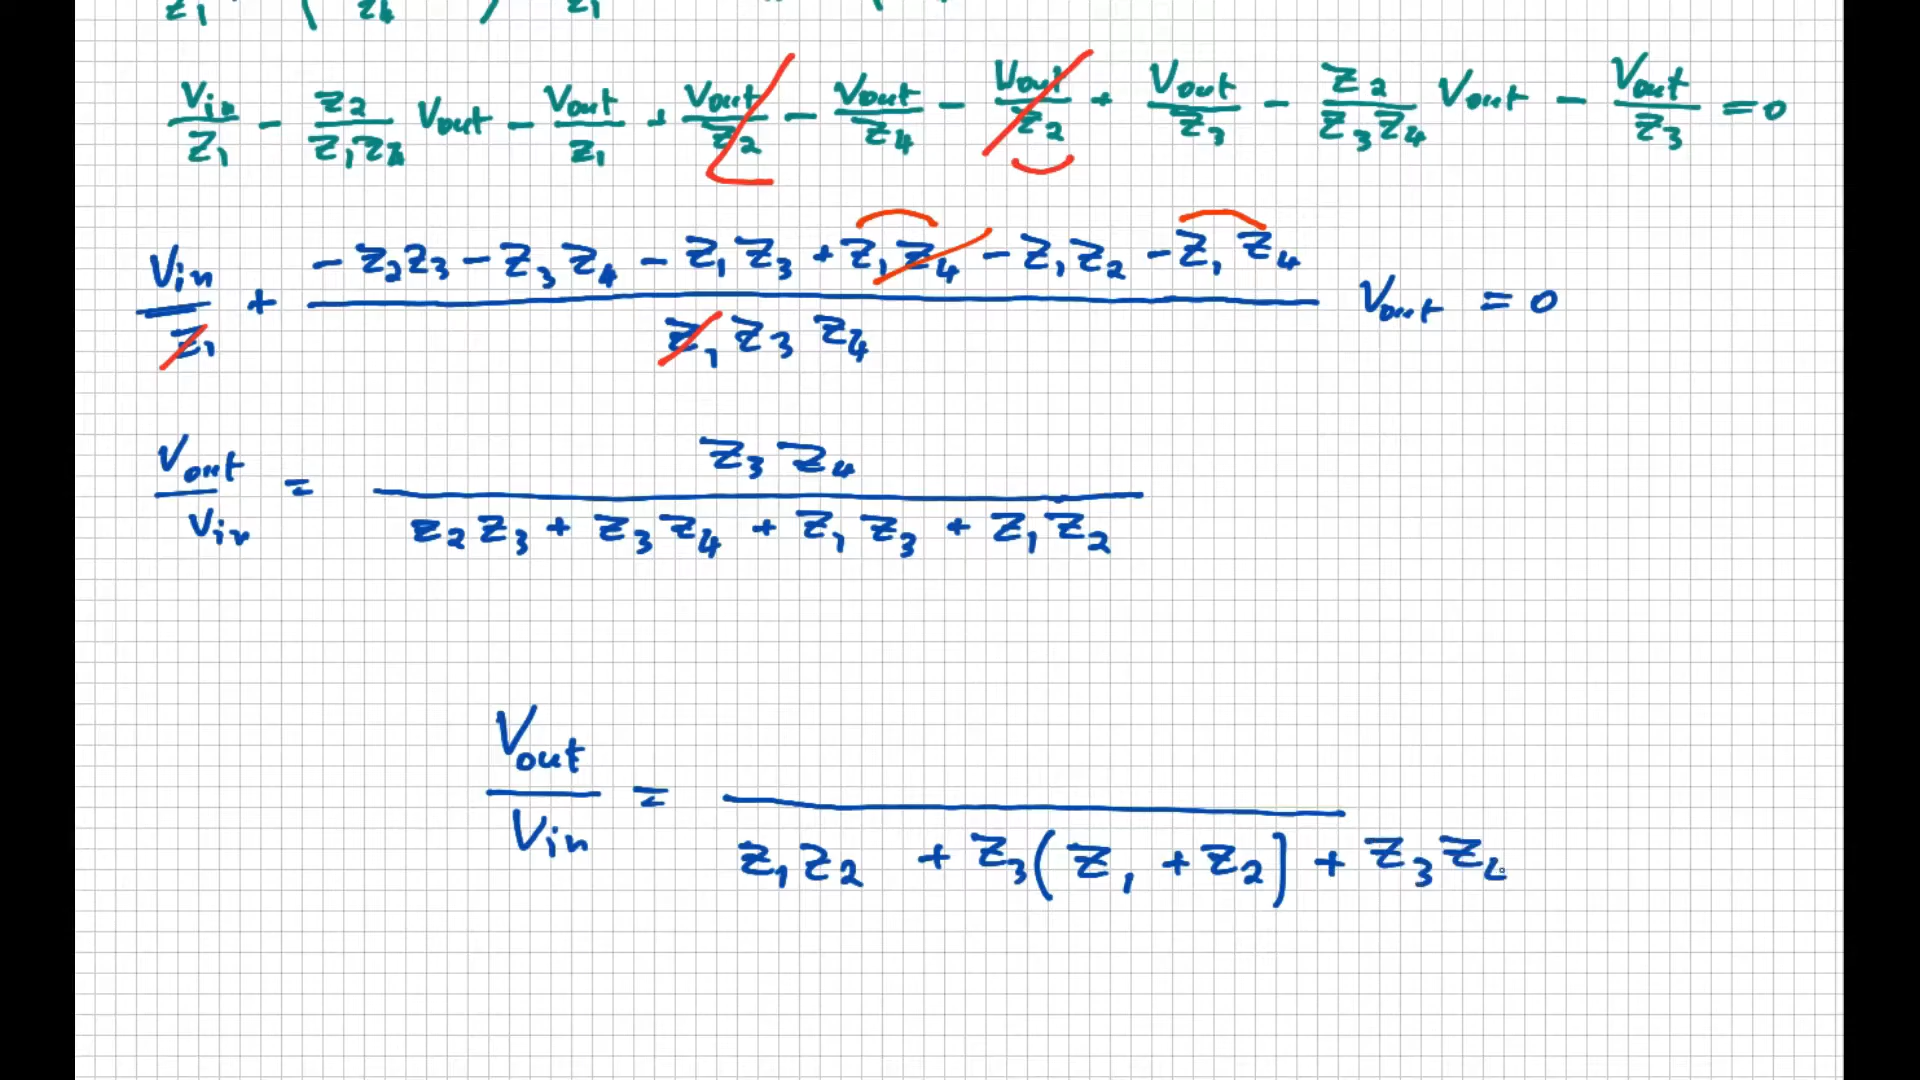 Vin/Z1 - Z2/(Z1Z4) Vout - Vout/Z1 + Vout/Z2 - Vout/Z4 - Vout/Z2 + Vout/Z3 - Z2/(Z3Z4) Vout - Vout/Z3 = 0
Vin/Z1 + (-Z2Z3 - Z3Z4 - Z1Z3 + Z1Z4 - Z1Z2 - Z1Z4)/(Z1Z3Z4) Vout = 0
Vout/Vin = Z3Z4/(Z2Z3 + Z3Z4 + Z1Z3 + Z1Z2)
Vout/Vin = /(Z1Z2 + Z3(Z1 + Z2) + Z3Z4